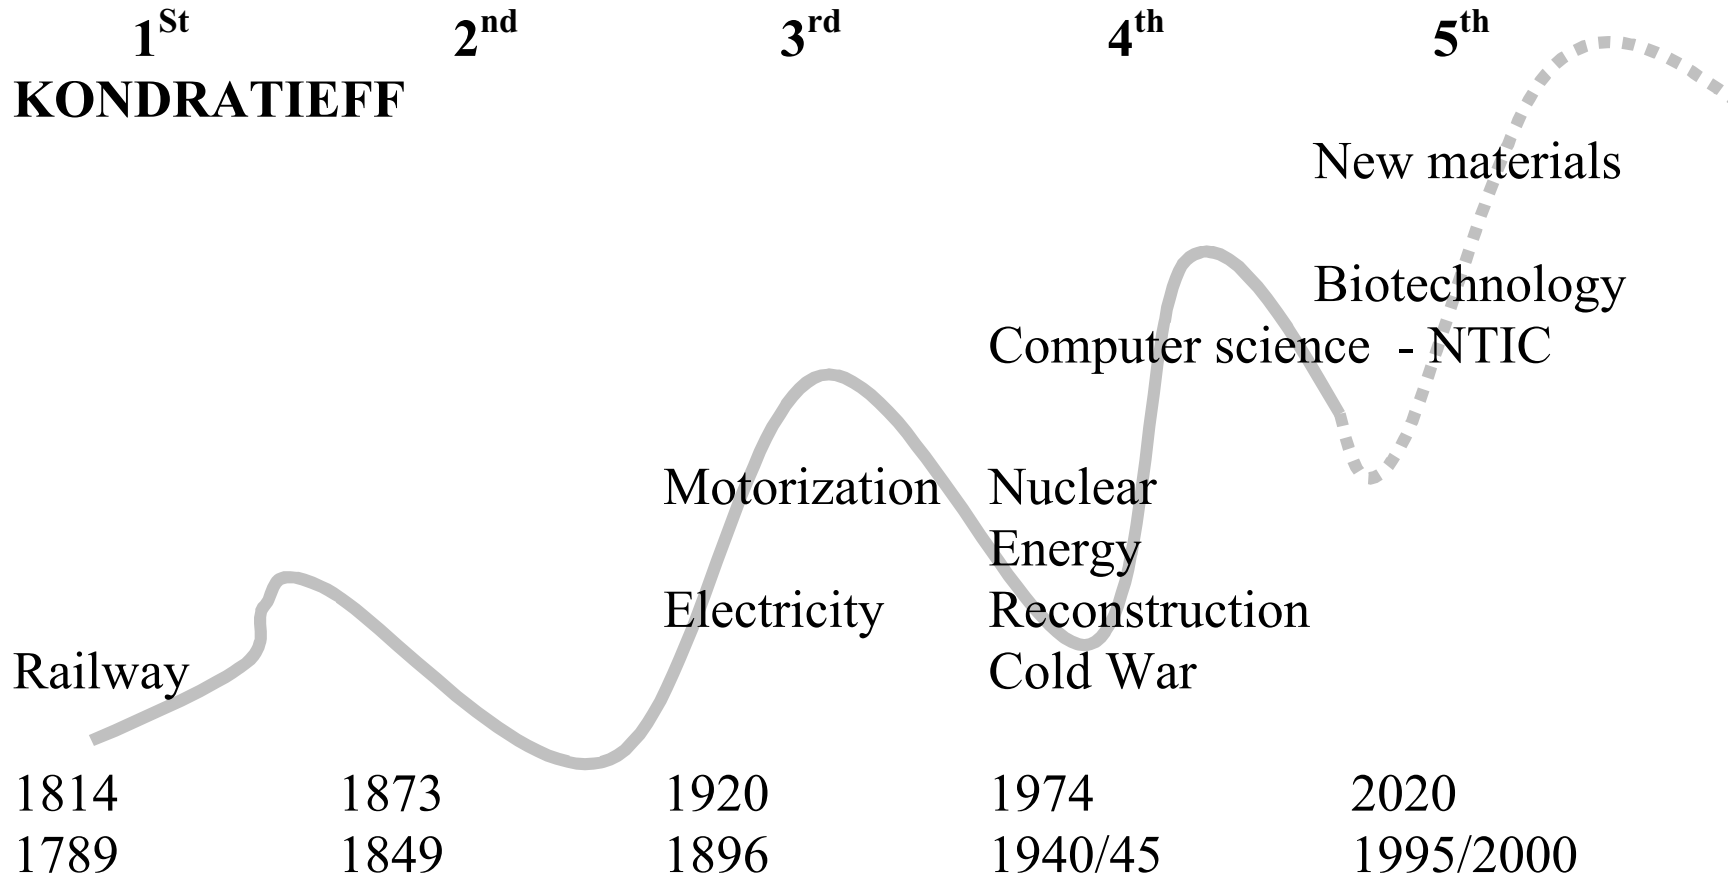 1St 2nd 3rd 4th 5th
KONDRATIEFF
New materials
Biotechnology
Computer science - NTIC
Motorization Nuclear
Energy
Electricity Reconstruction
Railway Cold War
1814 1873 1920 1974 2020
1789 1849 1896 1940/45 1995/2000